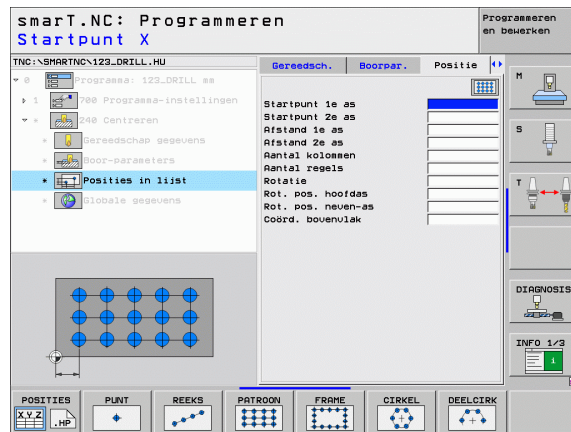 smarT.NC: Programmeren
Startpunt X
Programmeren en bewerken
TNC:\SMARTNC\123_DRILL.HU
0 Programma: 123_DRILL mm
1 700 Programma-instellingen
* 240 Centreren
* Gereedschap gegevens
* Boor-parameters
* Posities in lijst
* Globale gegevens
Gereedsch. Boorpar. Positie
Startpunt 1e as
Startpunt 2e as
Afstand 1e as
Afstand 2e as
Aantal kolommen
Aantal regels
Rotatie
Rot. pos. hoofdas
Rot. pos. neven-as
Coörd. bovenvlak
M
S
T
DIAGNOSIS
INFO 1/3
i
POSITIES PUNT REEKS PATROON FRAME CIRKEL DEELCIRK
X,Y,Z .HP